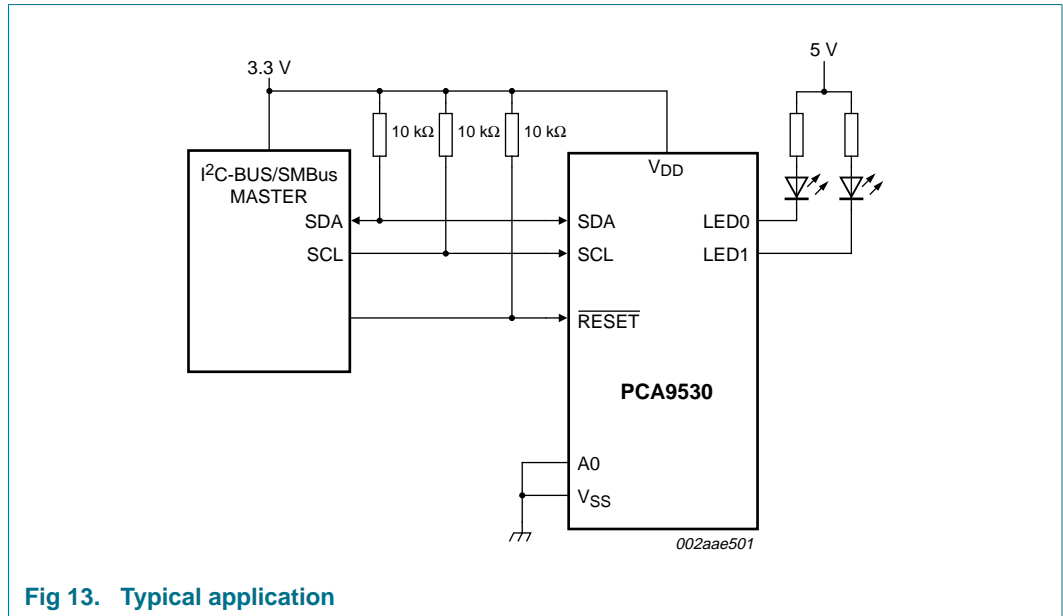 5 V
3.3 V
10 kΩ 10 kΩ 10 kΩ
I²C-BUS/SMBus
MASTER
VDD
SDA SDA LED0
SCL SCL LED1
RESET
PCA9530
A0
VSS
002aae501
Fig 13. Typical application